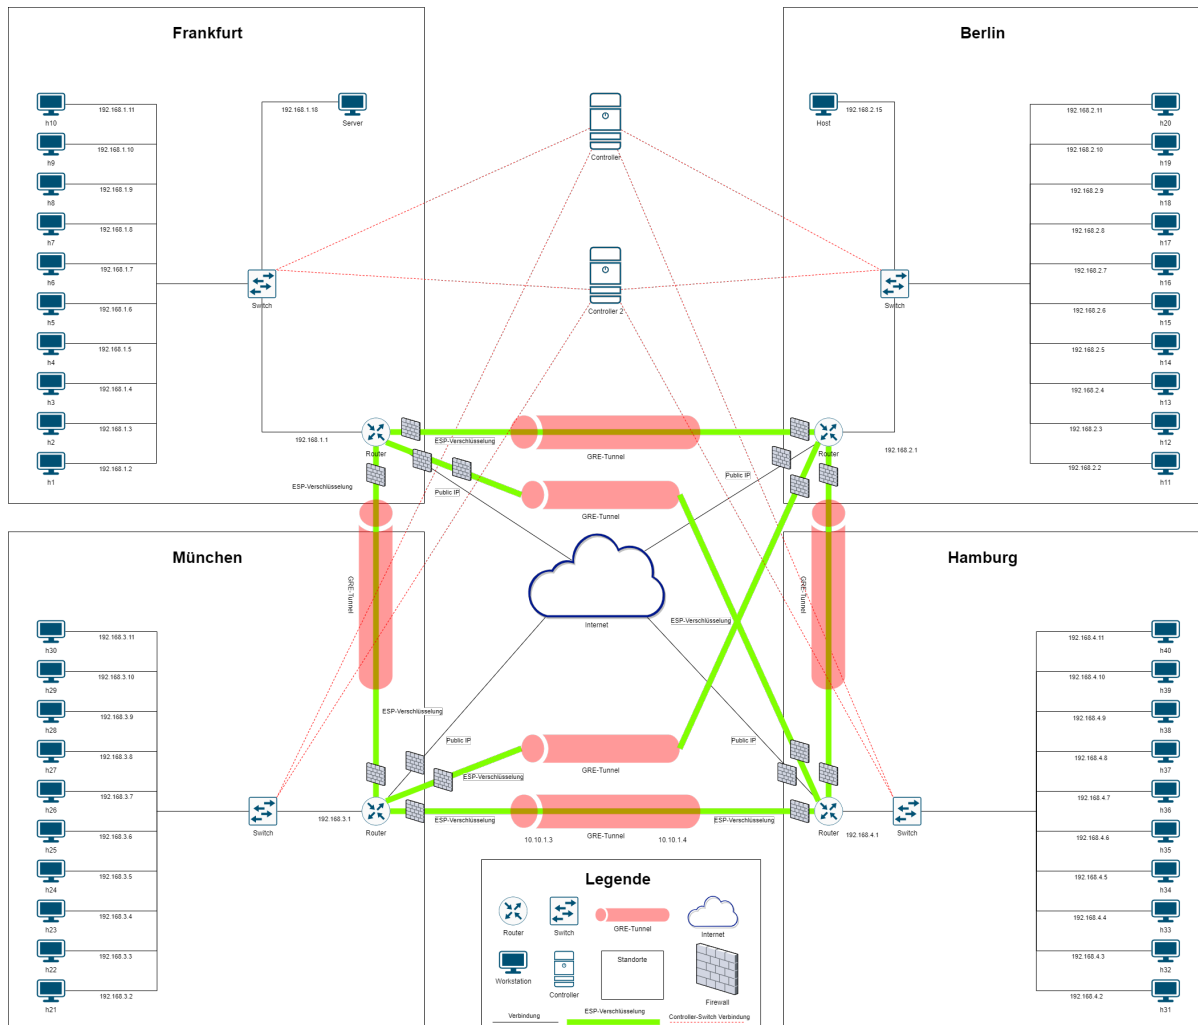 Frankfurt
192.168.1.11
h10
192.168.1.10
h9
192.168.1.9
h8
192.168.1.8
h7
192.168.1.7
h6
192.168.1.6
h5
192.168.1.5
h4
192.168.1.4
h3
192.168.1.3
h2
192.168.1.2
h1
192.168.1.18
Server
Switch
192.168.1.1
Router
Controller
Controller 2
Berlin
192.168.2.15
Host
Switch
192.168.2.11
h20
192.168.2.10
h19
192.168.2.9
h18
192.168.2.8
h17
192.168.2.7
h16
192.168.2.6
h15
192.168.2.5
h14
192.168.2.4
h13
192.168.2.3
h12
192.168.2.2
h11
192.168.2.1
Router
ESP-Verschlüsselung
GRE-Tunnel
ESP-Verschlüsselung
Public IP
GRE-Tunnel
Public IP
GRE-Tunnel
GRE-Tunnel
Internet
ESP-Verschlüsselung
München
192.168.3.11
h30
192.168.3.10
h29
192.168.3.9
h28
192.168.3.8
h27
192.168.3.7
h26
192.168.3.6
h25
192.168.3.5
h24
192.168.3.4
h23
192.168.3.3
h22
192.168.3.2
h21
Switch
192.168.3.1
Router
ESP-Verschlüsselung
Public IP
ESP-Verschlüsselung
GRE-Tunnel
Public IP
ESP-Verschlüsselung
GRE-Tunnel
ESP-Verschlüsselung
10.10.1.3
10.10.1.4
Hamburg
Router
192.168.4.1
Switch
192.168.4.11
h40
192.168.4.10
h39
192.168.4.9
h38
192.168.4.8
h37
192.168.4.7
h36
192.168.4.6
h35
192.168.4.5
h34
192.168.4.4
h33
192.168.4.3
h32
192.168.4.2
h31
Legende
Router
Switch
GRE-Tunnel
Internet
Workstation
Controller
Standorte
Firewall
Verbindung
ESP-Verschlüsselung
Controller-Switch Verbindung